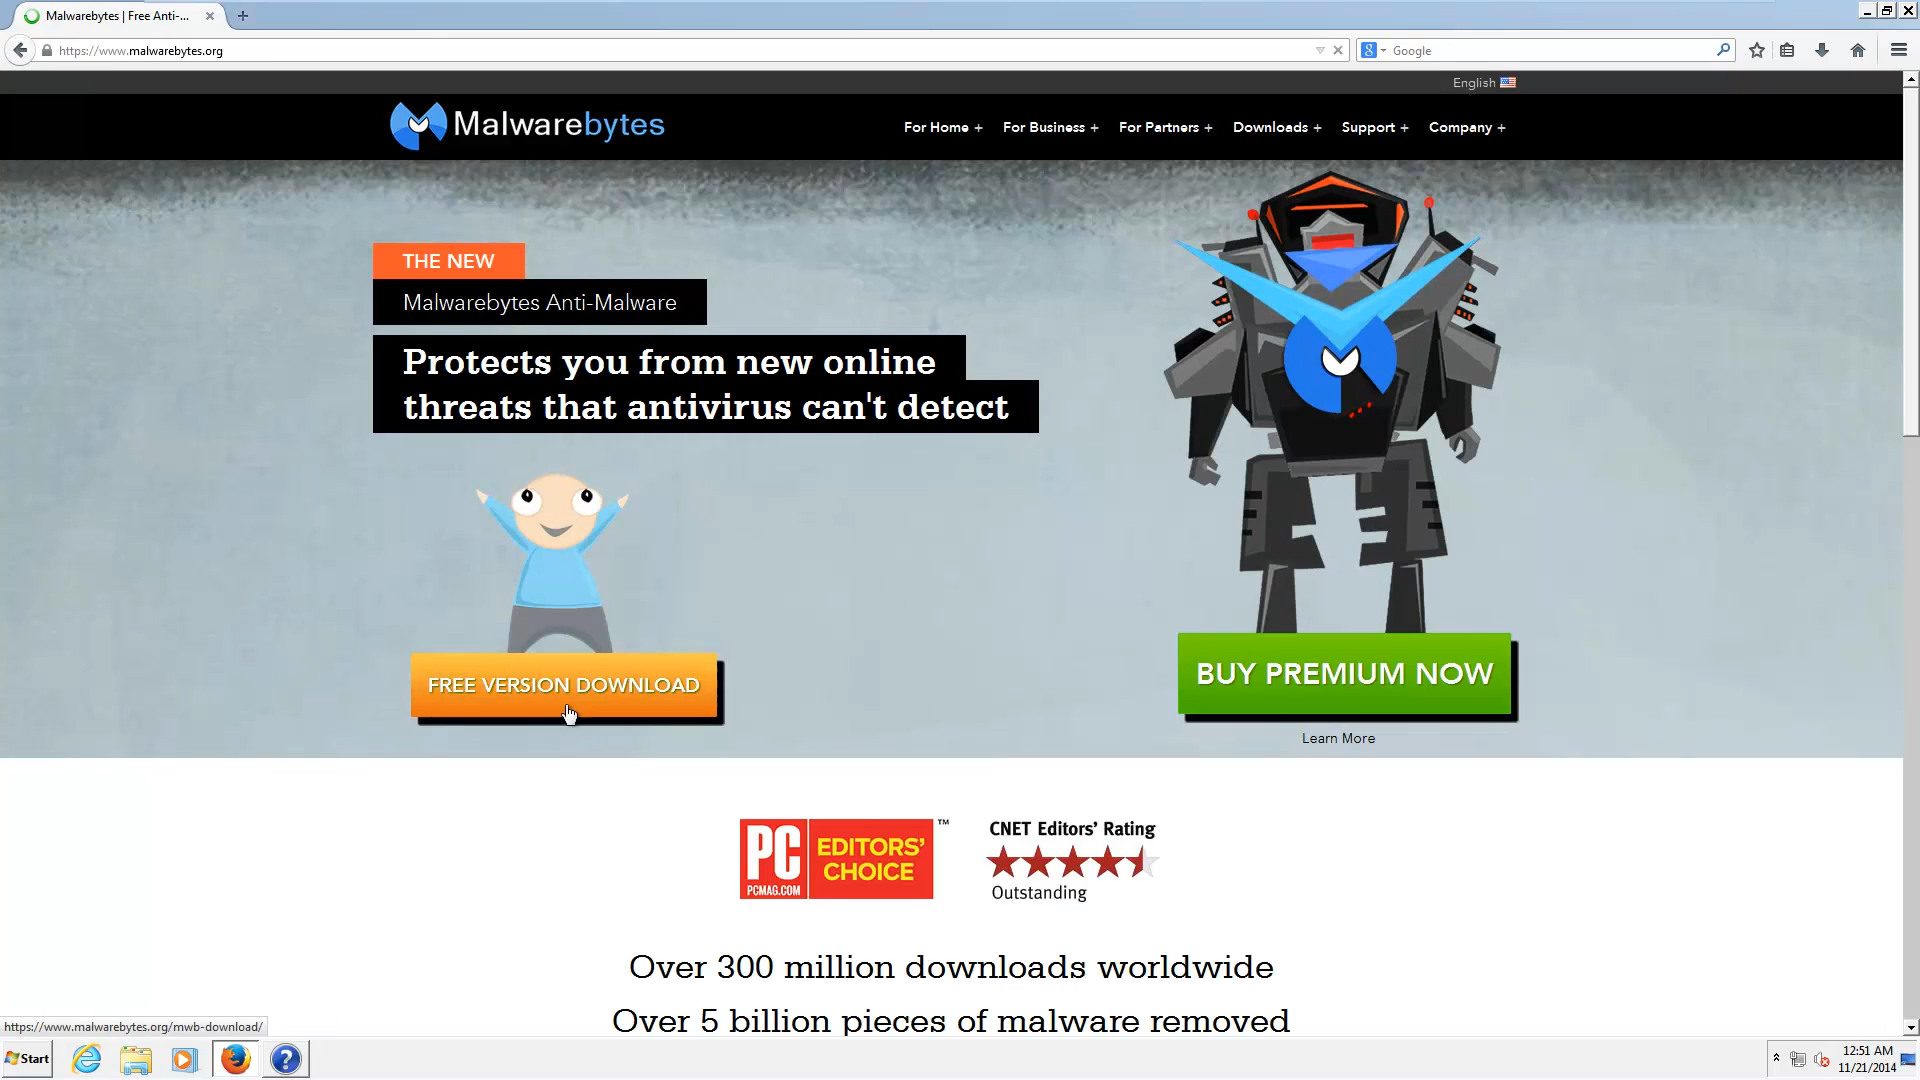 Malwarebytes | Free Anti-...
https://www.malwarebytes.org
Google
English
Malwarebytes
For Home +
For Business +
For Partners +
Downloads +
Support +
Company +
THE NEW
Malwarebytes Anti-Malware
Protects you from new online
threats that antivirus can't detect
FREE VERSION DOWNLOAD
BUY PREMIUM NOW
Learn More
PC
PCMAG.COM
EDITORS'
CHOICE
™
CNET Editors' Rating
Outstanding
Over 300 million downloads worldwide
Over 5 billion pieces of malware removed
https://www.malwarebytes.org/mwb-download/
Start
12:51 AM
11/21/2014